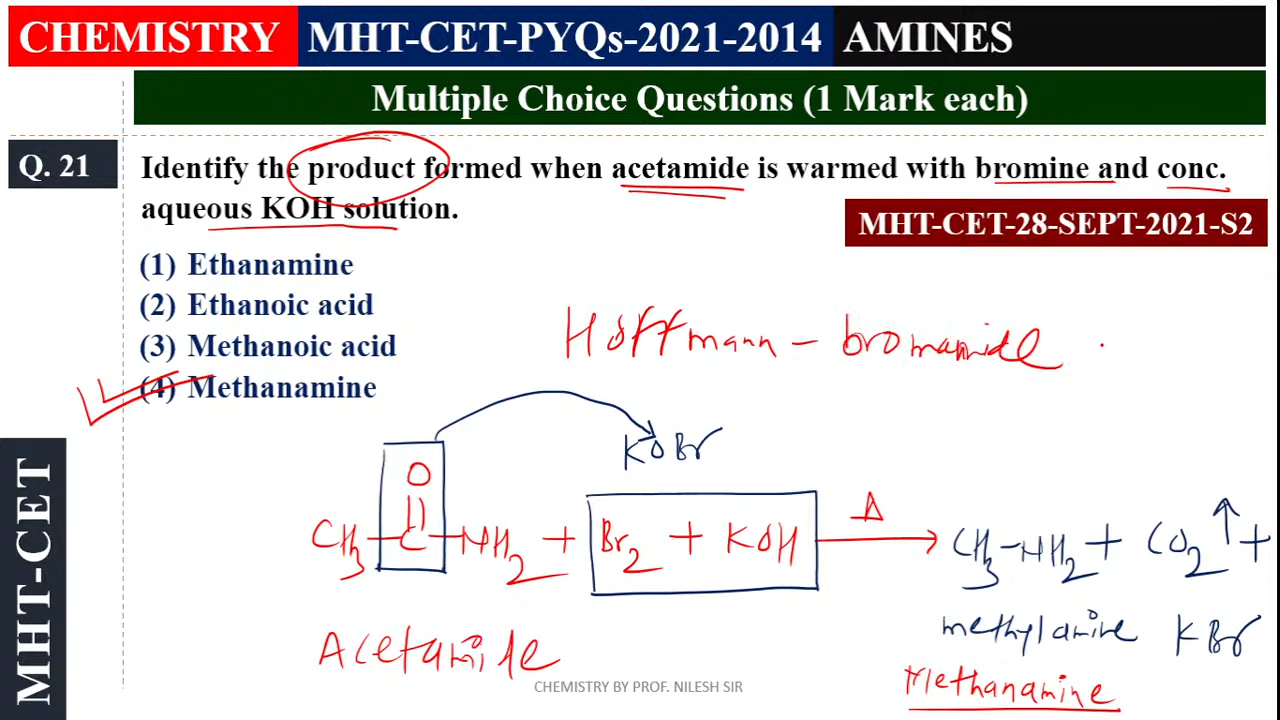 CHEMISTRY MHT-CET-PYQs-2021-2014 AMINES
Multiple Choice Questions (1 Mark each)
Q. 21 Identify the product formed when acetamide is warmed with bromine and conc.
aqueous KOH solution.
MHT-CET-28-SEPT-2021-S2
(1) Ethanamine
(2) Ethanoic acid
(3) Methanoic acid
(4) Methanamine
Hoffmann - bromamide
KOBr
O
CH3-C-NH2 + Br2 + KOH Δ → CH3-NH2 + CO2 ↑ +
methylamine KBr
Acetamide
Methanamine
CHEMISTRY BY PROF. NILESH SIR
MHT-CET